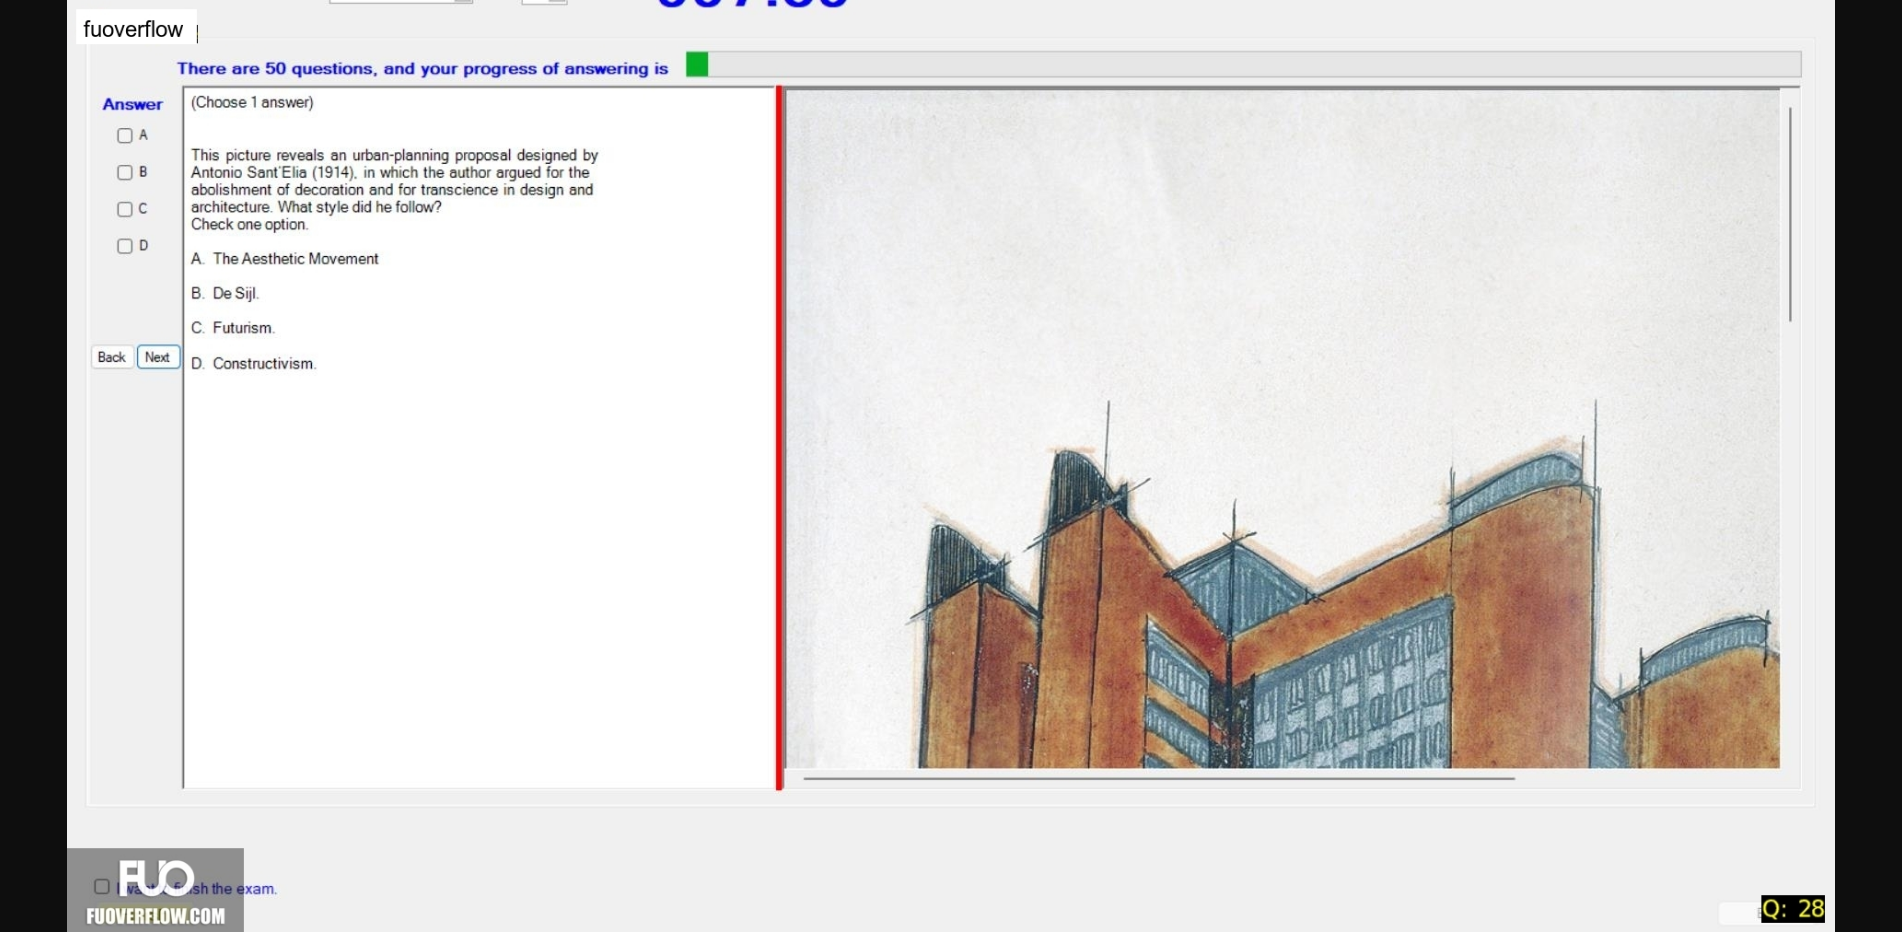 fuoverflow
There are 50 questions, and your progress of answering is
Answer
(Choose 1 answer)
A
B
C
D
This picture reveals an urban-planning proposal designed by
Antonio Sant'Elia (1914), in which the author argued for the
abolishment of decoration and for transcience in design and
architecture. What style did he follow?
Check one option.
A. The Aesthetic Movement
B. De Sijl.
C. Futurism.
D. Constructivism.
Back Next
FUO
sh the exam.
FUOVERFLOW.COM
Q: 28